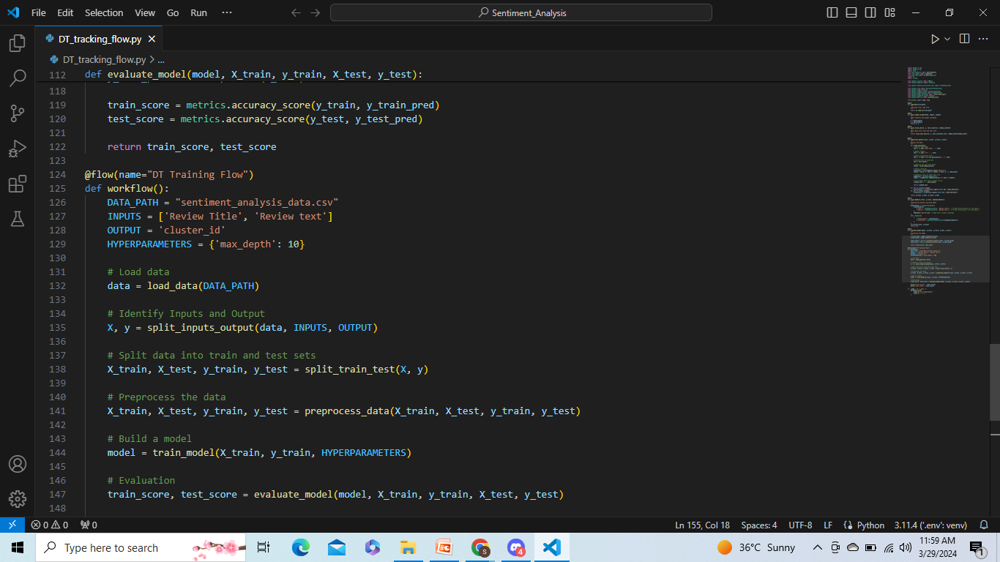 File Edit Selection View Go Run ··· Sentiment_Analysis
DT_tracking_flow.py
DT_tracking_flow.py > ...
112 def evaluate_model(model, X_train, y_train, X_test, y_test):
118
119 train_score = metrics.accuracy_score(y_train, y_train_pred)
120 test_score = metrics.accuracy_score(y_test, y_test_pred)
121
122 return train_score, test_score
123
124 @flow(name="DT Training Flow")
125 def workflow():
126 DATA_PATH = "sentiment_analysis_data.csv"
127 INPUTS = ['Review Title', 'Review text']
128 OUTPUT = 'cluster_id'
129 HYPERPARAMETERS = {'max_depth': 10}
130
131 # Load data
132 data = load_data(DATA_PATH)
133
134 # Identify Inputs and Output
135 X, y = split_inputs_output(data, INPUTS, OUTPUT)
136
137 # Split data into train and test sets
138 X_train, X_test, y_train, y_test = split_train_test(X, y)
139
140 # Preprocess the data
141 X_train, X_test, y_train, y_test = preprocess_data(X_train, X_test, y_train, y_test)
142
143 # Build a model
144 model = train_model(X_train, y_train, HYPERPARAMETERS)
145
146 # Evaluation
147 train_score, test_score = evaluate_model(model, X_train, y_train, X_test, y_test)
148
0 0 0 Ln 155, Col 18 Spaces: 4 UTF-8 LF Python 3.11.4 ('.env': venv)
Type here to search 36°C Sunny 11:59 AM
3/29/2024
S
4
1